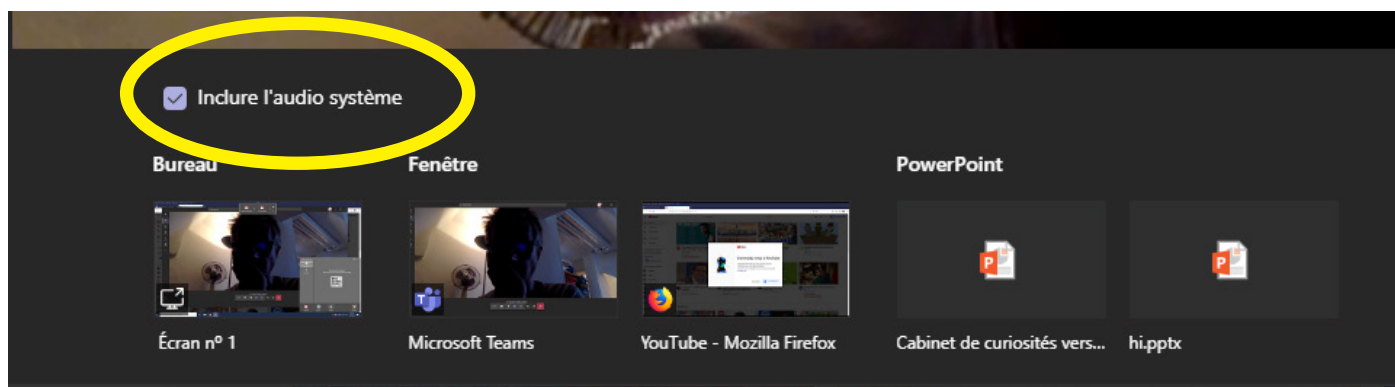 Inclure l'audio système
Bureau
Fenêtre
PowerPoint
Écran nº 1
Microsoft Teams
YouTube - Mozilla Firefox
Cabinet de curiosités vers...
hi.pptx